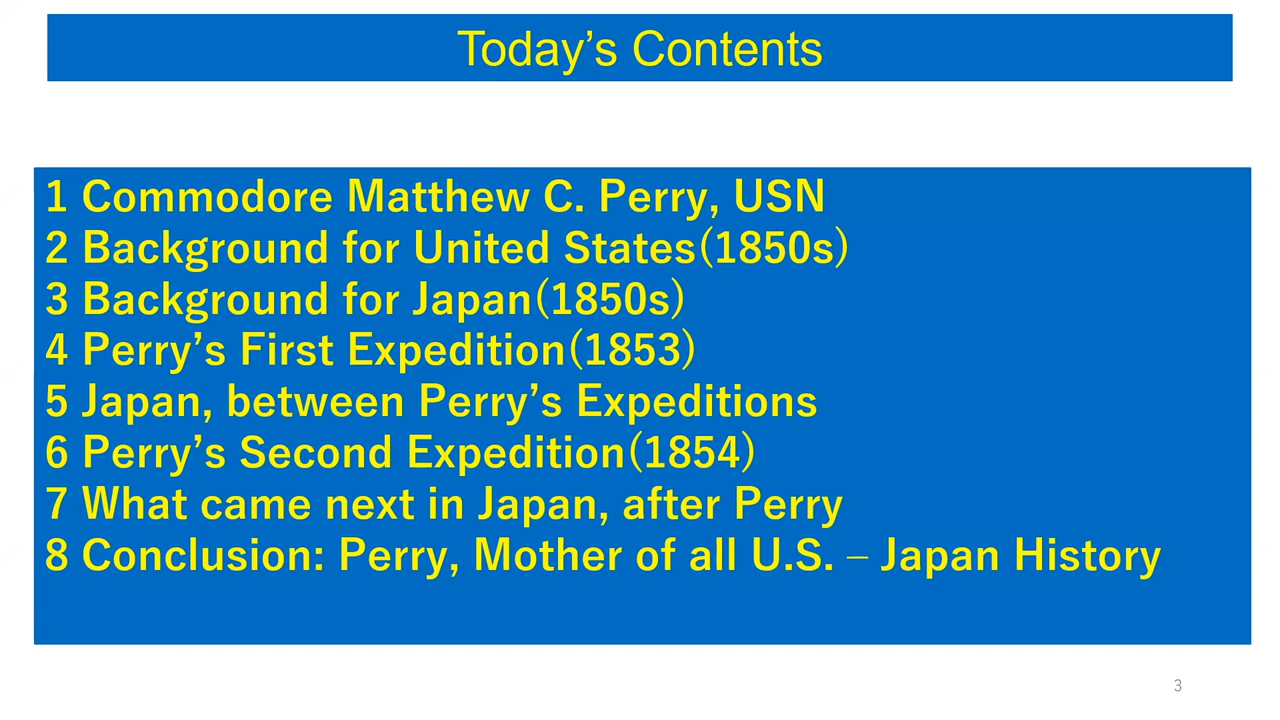 Today’s Contents
1 Commodore Matthew C. Perry, USN
2 Background for United States(1850s)
3 Background for Japan(1850s)
4 Perry’s First Expedition(1853)
5 Japan, between Perry’s Expeditions
6 Perry’s Second Expedition(1854)
7 What came next in Japan, after Perry
8 Conclusion: Perry, Mother of all U.S. – Japan History
3